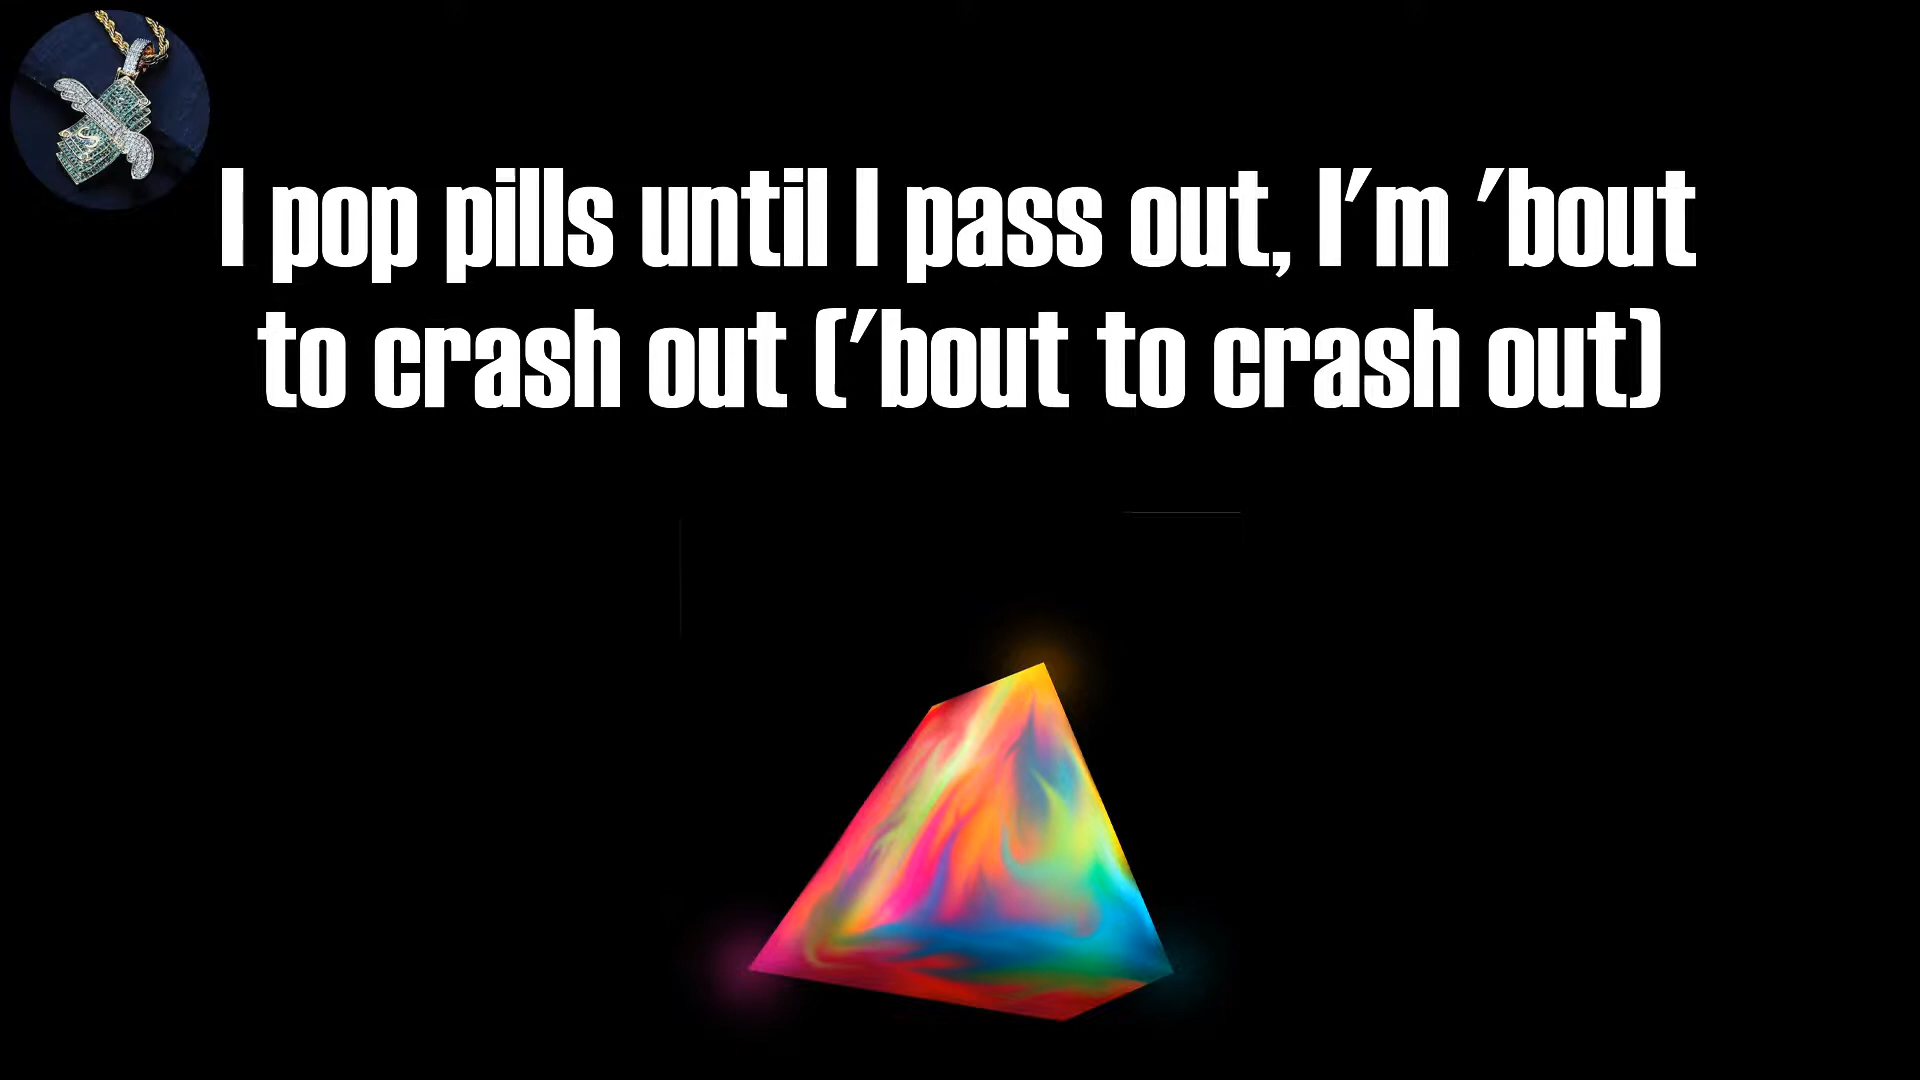 I pop pills until I pass out, I'm 'bout
to crash out ('bout to crash out)